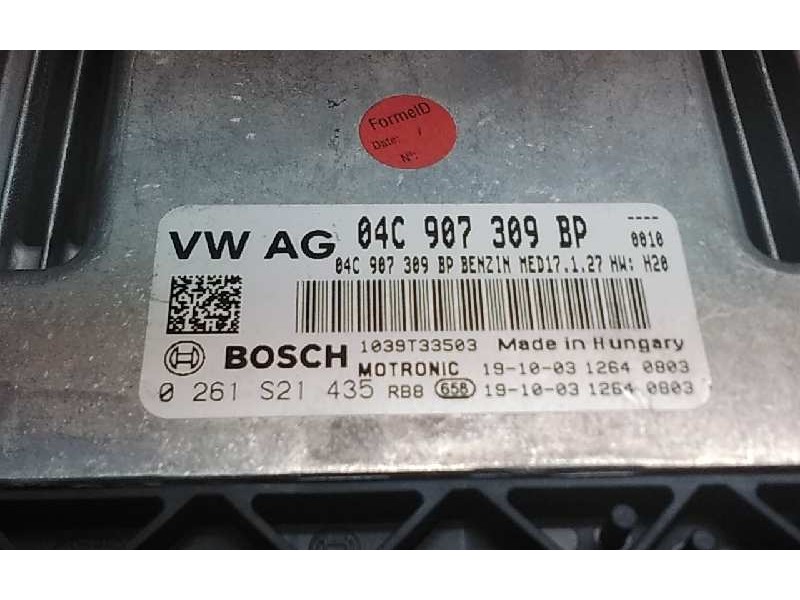 FormelD
Date: /
N°:
VW AG 04C 907 309 BP ----
0010
04C 907 309 BP BENZIN MED17.1.27 HW: H20
BOSCH 1039T33503 Made in Hungary
MOTRONIC 19-10-03 1264 0803
0 261 S21 435 RB8 658 19-10-03 1264 0803